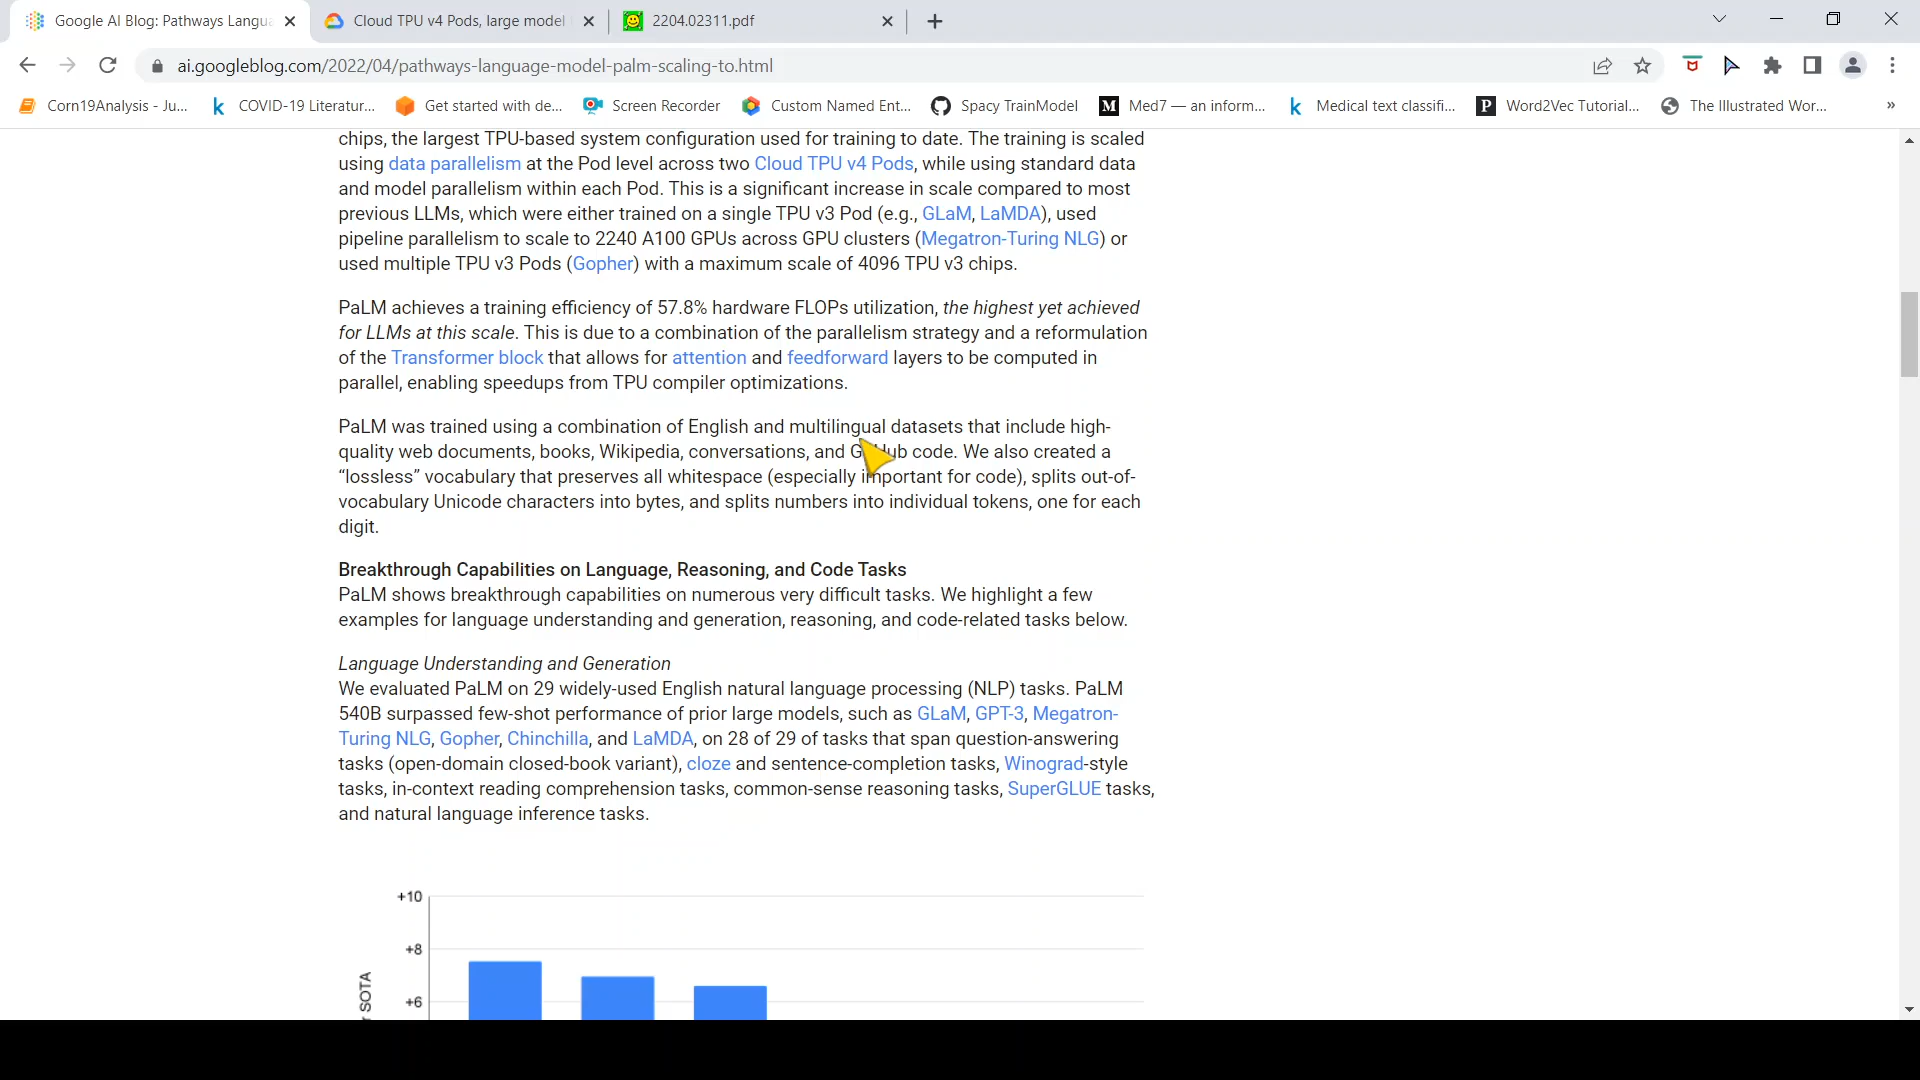 Google AI Blog: Pathways Langua
Cloud TPU v4 Pods, large model
2204.02311.pdf
ai.googleblog.com/2022/04/pathways-language-model-palm-scaling-to.html
Corn19Analysis - Ju...
COVID-19 Literatur...
Get started with de...
Screen Recorder
Custom Named Ent...
Spacy TrainModel
Med7 — an inform...
Medical text classifi...
Word2Vec Tutorial...
The Illustrated Wor...
»
chips, the largest TPU-based system configuration used for training to date. The training is scaled
using data parallelism at the Pod level across two Cloud TPU v4 Pods, while using standard data
and model parallelism within each Pod. This is a significant increase in scale compared to most
previous LLMs, which were either trained on a single TPU v3 Pod (e.g., GLaM, LaMDA), used
pipeline parallelism to scale to 2240 A100 GPUs across GPU clusters (Megatron-Turing NLG) or
used multiple TPU v3 Pods (Gopher) with a maximum scale of 4096 TPU v3 chips.
PaLM achieves a training efficiency of 57.8% hardware FLOPs utilization, the highest yet achieved
for LLMs at this scale. This is due to a combination of the parallelism strategy and a reformulation
of the Transformer block that allows for attention and feedforward layers to be computed in
parallel, enabling speedups from TPU compiler optimizations.
PaLM was trained using a combination of English and multilingual datasets that include high-
quality web documents, books, Wikipedia, conversations, and GitHub code. We also created a
“lossless” vocabulary that preserves all whitespace (especially important for code), splits out-of-
vocabulary Unicode characters into bytes, and splits numbers into individual tokens, one for each
digit.
Breakthrough Capabilities on Language, Reasoning, and Code Tasks
PaLM shows breakthrough capabilities on numerous very difficult tasks. We highlight a few
examples for language understanding and generation, reasoning, and code-related tasks below.
Language Understanding and Generation
We evaluated PaLM on 29 widely-used English natural language processing (NLP) tasks. PaLM
540B surpassed few-shot performance of prior large models, such as GLaM, GPT-3, Megatron-
Turing NLG, Gopher, Chinchilla, and LaMDA, on 28 of 29 of tasks that span question-answering
tasks (open-domain closed-book variant), cloze and sentence-completion tasks, Winograd-style
tasks, in-context reading comprehension tasks, common-sense reasoning tasks, SuperGLUE tasks,
and natural language inference tasks.
+10
+8
+6
SOTA